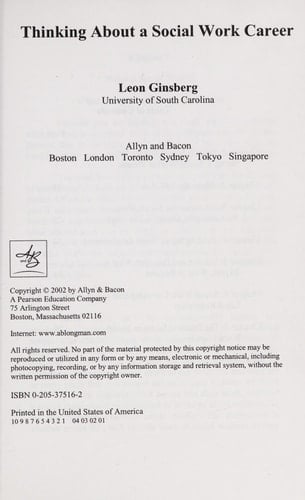 Thinking About a Social Work Career
Leon Ginsberg
University of South Carolina
Allyn and Bacon
Boston London Toronto Sydney Tokyo Singapore
Copyright © 2002 by Allyn & Bacon
A Pearson Education Company
75 Arlington Street
Boston, Massachusetts 02116
Internet: www.ablongman.com
All rights reserved. No part of the material protected by this copyright notice may be
reproduced or utilized in any form or by any means, electronic or mechanical, including
photocopying, recording, or by any information storage and retrieval system, without the
written permission of the copyright owner.
ISBN 0-205-37516-2
Printed in the United States of America
10 9 8 7 6 5 4 3 2 1 04 03 02 01